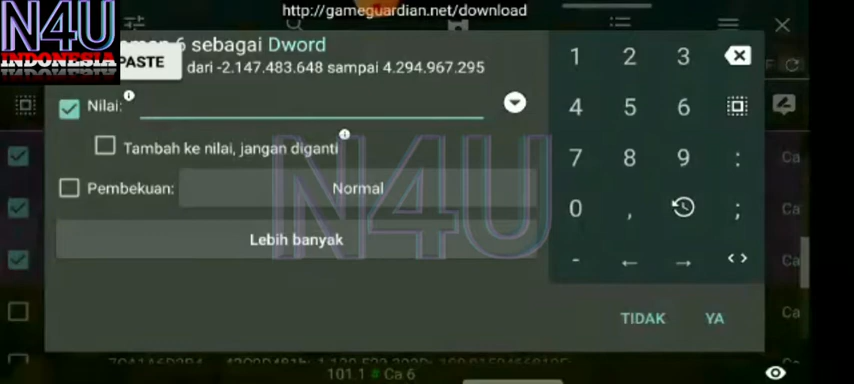 http://gameguardian.net/download
N4U
INDONESIA
PASTE
6 sebagai Dword
dari -2.147.483.648 sampai 4.294.967.295
Nilai:
Tambah ke nilai, jangan diganti
Pembekuan:
Normal
Lebih banyak
1 2 3
4 5 6
7 8 9 :
0 , ;
- ← → <>
TIDAK YA
N4U
Ca
Ca
Ca
Ca
101.1 # Ca 6